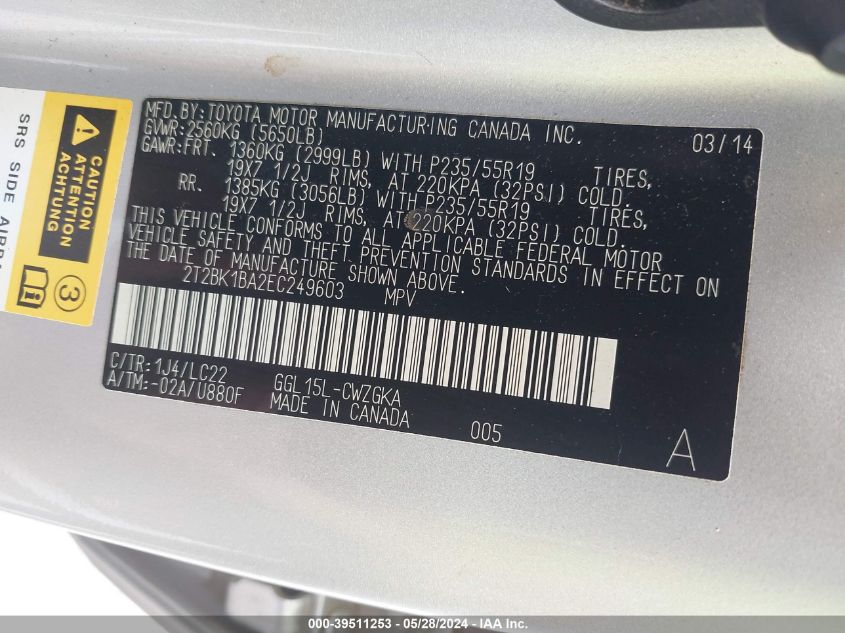 SRS SIDE AIRBA
3
MFD.BY:TOYOTA MOTOR MANUFACTURING CANADA INC. 03/14
GVWR:2560KG (5650LB)
GAWR:FRT. 1360KG (2999LB) WITH P235/55R19 TIRES,
19X7 1/2J RIMS, AT 220KPA (32PSI) COLD.
RR. 1385KG (3056LB) WITH P235/55R19 TIRES,
19X7 1/2J RIMS, AT 220KPA (32PSI) COLD.
THIS VEHICLE CONFORMS TO ALL APPLICABLE FEDERAL MOTOR
VEHICLE SAFETY AND THEFT PREVENTION STANDARDS IN EFFECT ON
THE DATE OF MANUFACTURE SHOWN ABOVE.
2T2BK1BA2EC249603 MPV
C/TR:1J4/LC22 GGL15L-CWZGKA
A/TM:-02A/U880F MADE IN CANADA 005
A
000-39511253 - 05/28/2024 - IAA Inc.